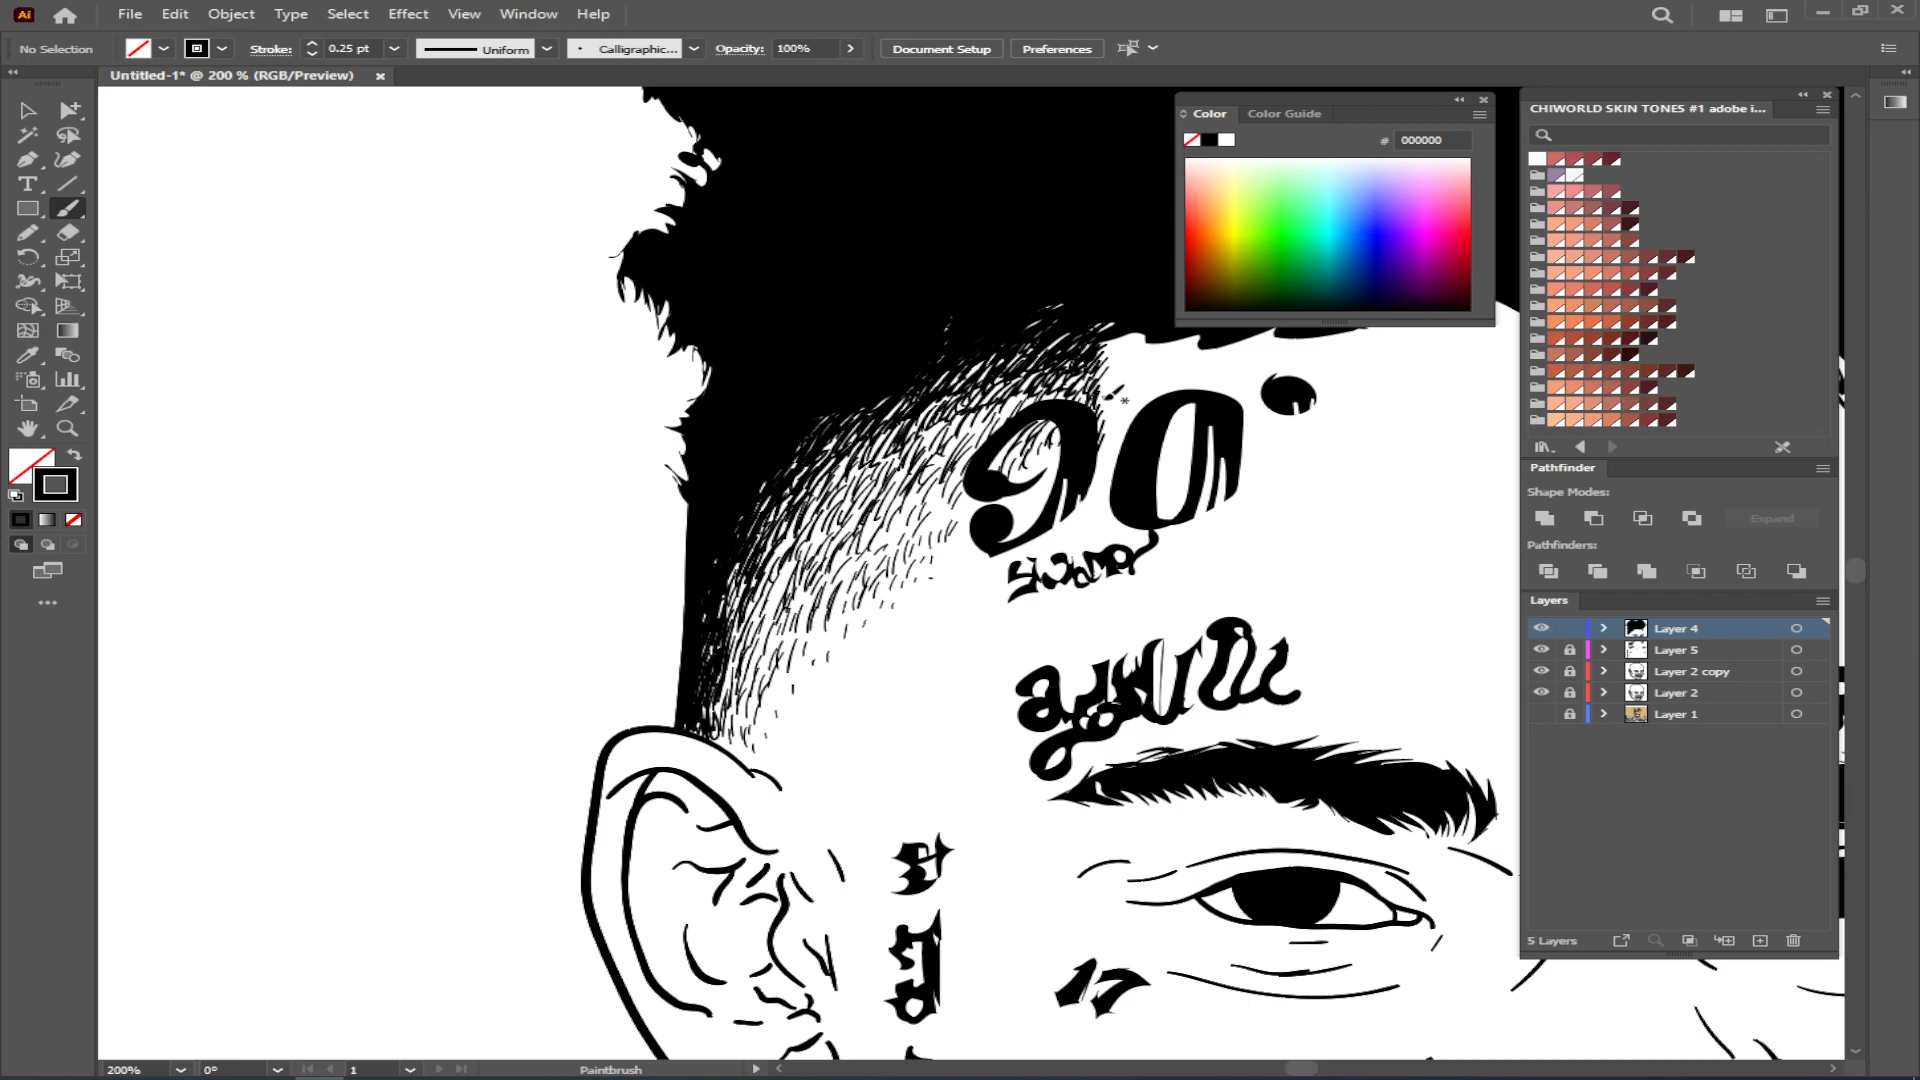 Ai File Edit Object Type Select Effect View Window Help
No Selection Stroke: 0.25 pt Uniform Calligraphic... Opacity: 100% Document Setup Preferences
Untitled-1* @ 200 % (RGB/Preview)
Color Color Guide
# 000000
CHIWORLD SKIN TONES #1 adobe i...
Pathfinder
Shape Modes:
Expand
Pathfinders:
Layers
Layer 4
Layer 5
Layer 2 copy
Layer 2
Layer 1
5 Layers
90°
17
200% 0° 1 Paintbrush